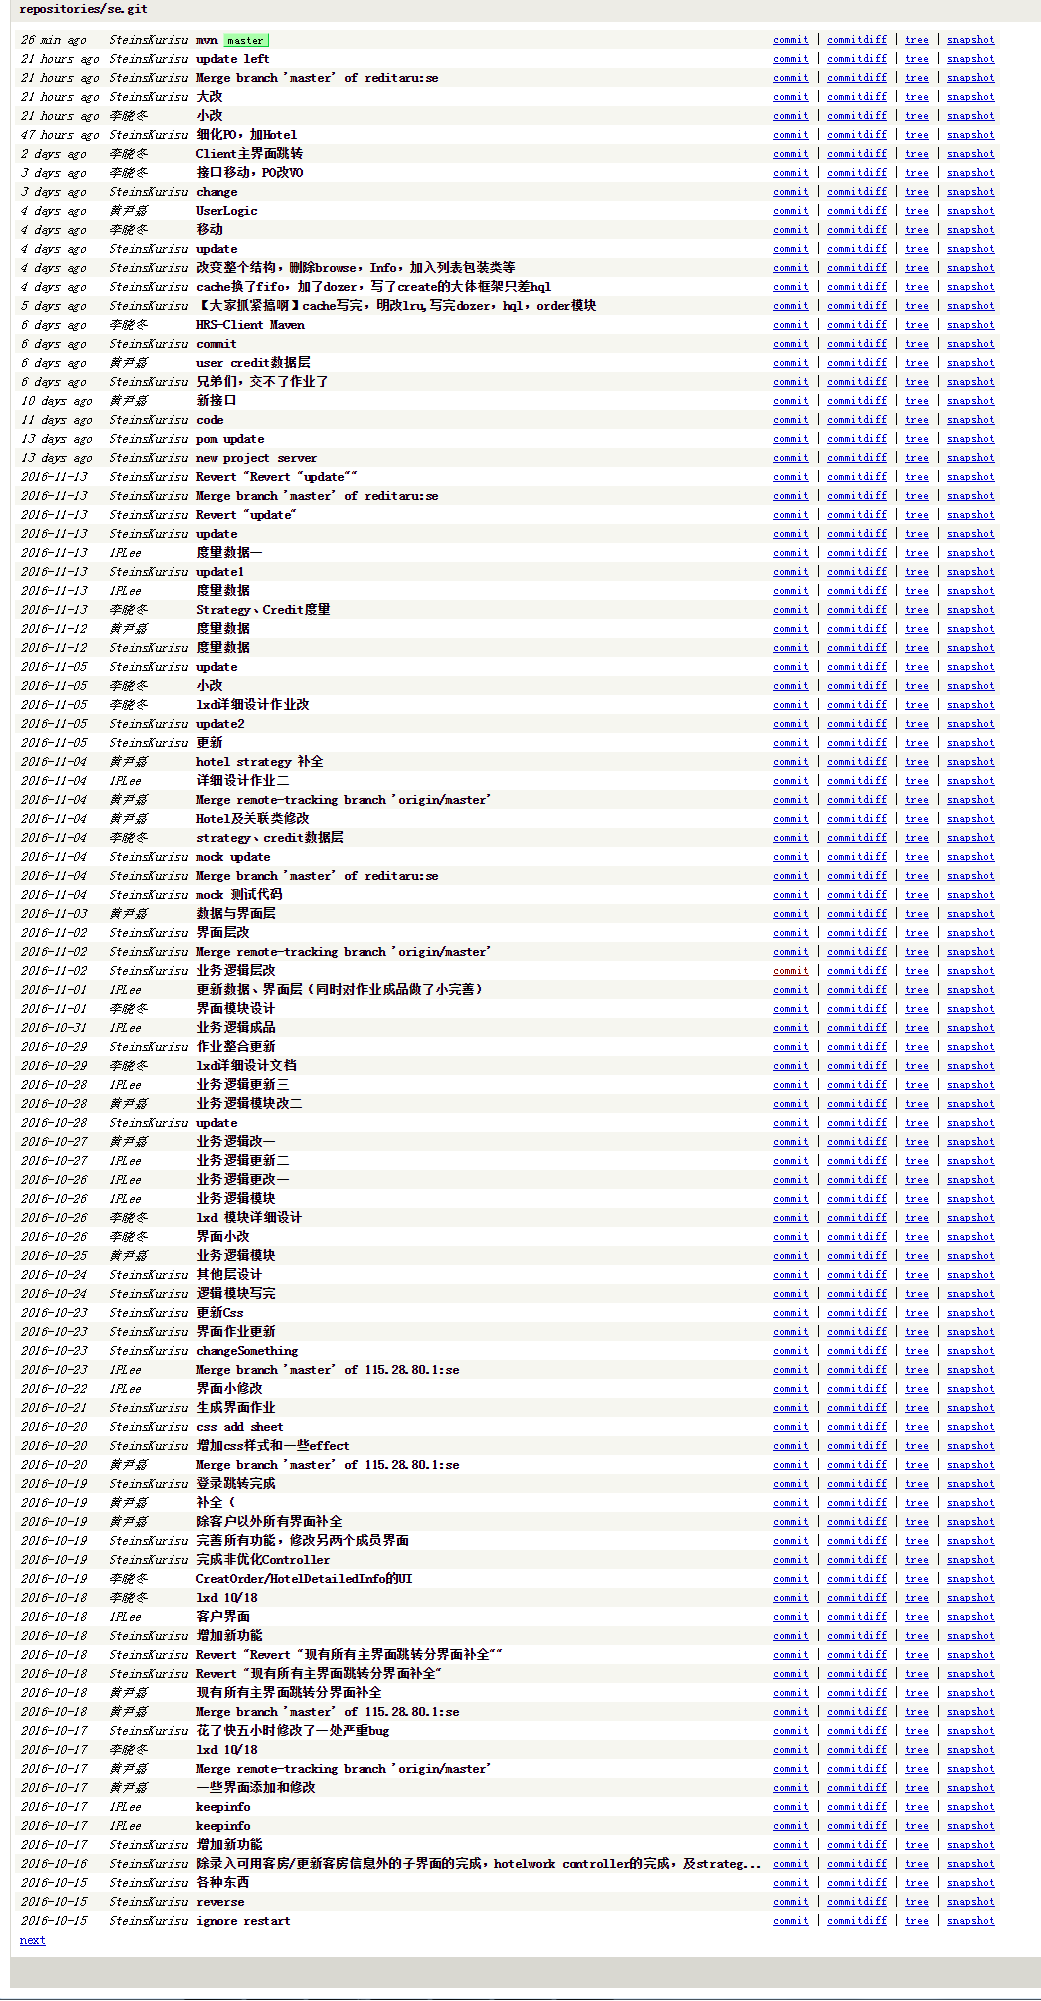 repositories/se.git
26 min ago SteinsKurisu mvn master commit | commitdiff | tree | snapshot
21 hours ago SteinsKurisu update left commit | commitdiff | tree | snapshot
21 hours ago SteinsKurisu Merge branch 'master' of reditaru:se commit | commitdiff | tree | snapshot
21 hours ago SteinsKurisu 大改 commit | commitdiff | tree | snapshot
21 hours ago 李晓冬 小改 commit | commitdiff | tree | snapshot
47 hours ago SteinsKurisu 细化PO，加Hotel commit | commitdiff | tree | snapshot
2 days ago 李晓冬 Client主界面跳转 commit | commitdiff | tree | snapshot
3 days ago 李晓冬 接口移动，PO改VO commit | commitdiff | tree | snapshot
3 days ago SteinsKurisu change commit | commitdiff | tree | snapshot
4 days ago 黄尹嘉 UserLogic commit | commitdiff | tree | snapshot
4 days ago 李晓冬 移动 commit | commitdiff | tree | snapshot
4 days ago SteinsKurisu update commit | commitdiff | tree | snapshot
4 days ago SteinsKurisu 改变整个结构，删除browse，Info，加入列表包装类等 commit | commitdiff | tree | snapshot
4 days ago SteinsKurisu cache换了fifo，加了dozer，写了create的大体框架只差hql commit | commitdiff | tree | snapshot
5 days ago SteinsKurisu 【大家抓紧搞啊】cache写完，明改lru,写完dozer，hql，order模块 commit | commitdiff | tree | snapshot
6 days ago 李晓冬 HRS-Client Maven commit | commitdiff | tree | snapshot
6 days ago SteinsKurisu commit commit | commitdiff | tree | snapshot
6 days ago 黄尹嘉 user credit数据层 commit | commitdiff | tree | snapshot
6 days ago SteinsKurisu 兄弟们，交不了作业了 commit | commitdiff | tree | snapshot
10 days ago 黄尹嘉 新接口 commit | commitdiff | tree | snapshot
11 days ago SteinsKurisu code commit | commitdiff | tree | snapshot
13 days ago SteinsKurisu pom update commit | commitdiff | tree | snapshot
13 days ago SteinsKurisu new project server commit | commitdiff | tree | snapshot
2016-11-13 SteinsKurisu Revert "Revert "update"" commit | commitdiff | tree | snapshot
2016-11-13 SteinsKurisu Merge branch 'master' of reditaru:se commit | commitdiff | tree | snapshot
2016-11-13 SteinsKurisu Revert "update" commit | commitdiff | tree | snapshot
2016-11-13 SteinsKurisu update commit | commitdiff | tree | snapshot
2016-11-13 1PLee 度量数据一 commit | commitdiff | tree | snapshot
2016-11-13 SteinsKurisu update1 commit | commitdiff | tree | snapshot
2016-11-13 1PLee 度量数据 commit | commitdiff | tree | snapshot
2016-11-13 李晓冬 Strategy、Credit度量 commit | commitdiff | tree | snapshot
2016-11-12 黄尹嘉 度量数据 commit | commitdiff | tree | snapshot
2016-11-12 SteinsKurisu 度量数据 commit | commitdiff | tree | snapshot
2016-11-05 SteinsKurisu update commit | commitdiff | tree | snapshot
2016-11-05 李晓冬 小改 commit | commitdiff | tree | snapshot
2016-11-05 李晓冬 lxd详细设计作业改 commit | commitdiff | tree | snapshot
2016-11-05 SteinsKurisu update2 commit | commitdiff | tree | snapshot
2016-11-05 SteinsKurisu 更新 commit | commitdiff | tree | snapshot
2016-11-04 黄尹嘉 hotel strategy 补全 commit | commitdiff | tree | snapshot
2016-11-04 1PLee 详细设计作业二 commit | commitdiff | tree | snapshot
2016-11-04 黄尹嘉 Merge remote-tracking branch 'origin/master' commit | commitdiff | tree | snapshot
2016-11-04 黄尹嘉 Hotel及关联类修改 commit | commitdiff | tree | snapshot
2016-11-04 李晓冬 strategy、credit数据层 commit | commitdiff | tree | snapshot
2016-11-04 SteinsKurisu mock update commit | commitdiff | tree | snapshot
2016-11-04 SteinsKurisu Merge branch 'master' of reditaru:se commit | commitdiff | tree | snapshot
2016-11-04 SteinsKurisu mock 测试代码 commit | commitdiff | tree | snapshot
2016-11-03 黄尹嘉 数据与界面层 commit | commitdiff | tree | snapshot
2016-11-02 SteinsKurisu 界面层改 commit | commitdiff | tree | snapshot
2016-11-02 SteinsKurisu Merge remote-tracking branch 'origin/master' commit | commitdiff | tree | snapshot
2016-11-02 SteinsKurisu 业务逻辑层改 commit | commitdiff | tree | snapshot
2016-11-01 1PLee 更新数据、界面层（同时对作业成品做了小完善） commit | commitdiff | tree | snapshot
2016-11-01 李晓冬 界面模块设计 commit | commitdiff | tree | snapshot
2016-10-31 1PLee 业务逻辑成品 commit | commitdiff | tree | snapshot
2016-10-29 SteinsKurisu 作业整合更新 commit | commitdiff | tree | snapshot
2016-10-29 李晓冬 lxd详细设计文档 commit | commitdiff | tree | snapshot
2016-10-28 1PLee 业务逻辑更新三 commit | commitdiff | tree | snapshot
2016-10-28 黄尹嘉 业务逻辑模块改二 commit | commitdiff | tree | snapshot
2016-10-28 SteinsKurisu update commit | commitdiff | tree | snapshot
2016-10-27 黄尹嘉 业务逻辑改一 commit | commitdiff | tree | snapshot
2016-10-27 1PLee 业务逻辑更新二 commit | commitdiff | tree | snapshot
2016-10-26 1PLee 业务逻辑更改一 commit | commitdiff | tree | snapshot
2016-10-26 1PLee 业务逻辑模块 commit | commitdiff | tree | snapshot
2016-10-26 李晓冬 lxd 模块详细设计 commit | commitdiff | tree | snapshot
2016-10-26 李晓冬 界面小改 commit | commitdiff | tree | snapshot
2016-10-25 黄尹嘉 业务逻辑模块 commit | commitdiff | tree | snapshot
2016-10-24 SteinsKurisu 其他层设计 commit | commitdiff | tree | snapshot
2016-10-24 SteinsKurisu 逻辑模块写完 commit | commitdiff | tree | snapshot
2016-10-23 SteinsKurisu 更新Css commit | commitdiff | tree | snapshot
2016-10-23 SteinsKurisu 界面作业更新 commit | commitdiff | tree | snapshot
2016-10-23 SteinsKurisu changeSomething commit | commitdiff | tree | snapshot
2016-10-23 1PLee Merge branch 'master' of 115.28.80.1:se commit | commitdiff | tree | snapshot
2016-10-22 1PLee 界面小修改 commit | commitdiff | tree | snapshot
2016-10-21 SteinsKurisu 生成界面作业 commit | commitdiff | tree | snapshot
2016-10-20 SteinsKurisu css add sheet commit | commitdiff | tree | snapshot
2016-10-20 SteinsKurisu 增加css样式和一些effect commit | commitdiff | tree | snapshot
2016-10-20 黄尹嘉 Merge branch 'master' of 115.28.80.1:se commit | commitdiff | tree | snapshot
2016-10-19 SteinsKurisu 登录跳转完成 commit | commitdiff | tree | snapshot
2016-10-19 黄尹嘉 补全（ commit | commitdiff | tree | snapshot
2016-10-19 黄尹嘉 除客户以外所有界面补全 commit | commitdiff | tree | snapshot
2016-10-19 SteinsKurisu 完善所有功能，修改另两个成员界面 commit | commitdiff | tree | snapshot
2016-10-19 SteinsKurisu 完成非优化Controller commit | commitdiff | tree | snapshot
2016-10-19 李晓冬 CreatOrder/HotelDetailedInfo的UI commit | commitdiff | tree | snapshot
2016-10-18 李晓冬 lxd 10/18 commit | commitdiff | tree | snapshot
2016-10-18 1PLee 客户界面 commit | commitdiff | tree | snapshot
2016-10-18 SteinsKurisu 增加新功能 commit | commitdiff | tree | snapshot
2016-10-18 SteinsKurisu Revert "Revert "现有所有主界面跳转分界面补全"" commit | commitdiff | tree | snapshot
2016-10-18 SteinsKurisu Revert "现有所有主界面跳转分界面补全" commit | commitdiff | tree | snapshot
2016-10-18 黄尹嘉 现有所有主界面跳转分界面补全 commit | commitdiff | tree | snapshot
2016-10-18 黄尹嘉 Merge branch 'master' of 115.28.80.1:se commit | commitdiff | tree | snapshot
2016-10-17 SteinsKurisu 花了快五小时修改了一处严重bug commit | commitdiff | tree | snapshot
2016-10-17 李晓冬 lxd 10/18 commit | commitdiff | tree | snapshot
2016-10-17 黄尹嘉 Merge remote-tracking branch 'origin/master' commit | commitdiff | tree | snapshot
2016-10-17 黄尹嘉 一些界面添加和修改 commit | commitdiff | tree | snapshot
2016-10-17 1PLee keepinfo commit | commitdiff | tree | snapshot
2016-10-17 1PLee keepinfo commit | commitdiff | tree | snapshot
2016-10-17 SteinsKurisu 增加新功能 commit | commitdiff | tree | snapshot
2016-10-16 SteinsKurisu 除录入可用客房/更新客房信息外的子界面的完成，hotelwork controller的完成，及strateg... commit | commitdiff | tree | snapshot
2016-10-15 SteinsKurisu 各种东西 commit | commitdiff | tree | snapshot
2016-10-15 SteinsKurisu reverse commit | commitdiff | tree | snapshot
2016-10-15 SteinsKurisu ignore restart commit | commitdiff | tree | snapshot
next